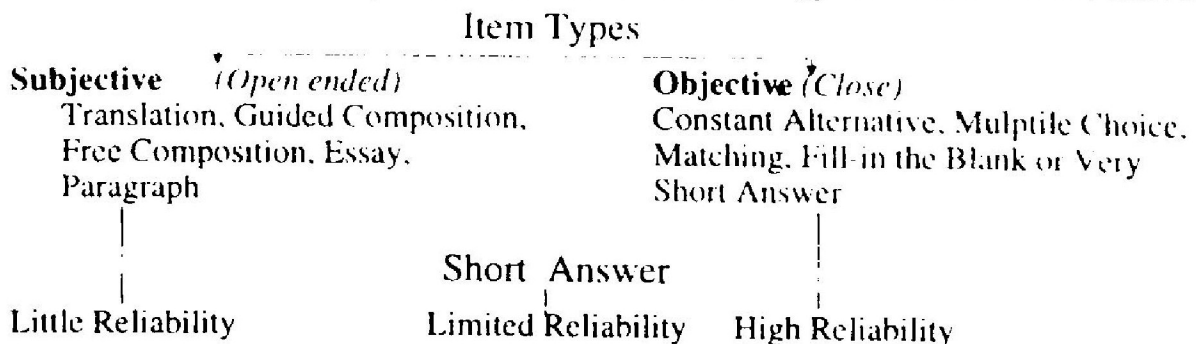 Item Types
Subjective (Open ended)
Objective (Close)
Translation, Guided Composition,
Free Composition, Essay,
Paragraph
Constant Alternative, Mulptile Choice,
Matching, Fill-in the Blank or Very
Short Answer
Short Answer
Little Reliability
Limited Reliability
High Reliability